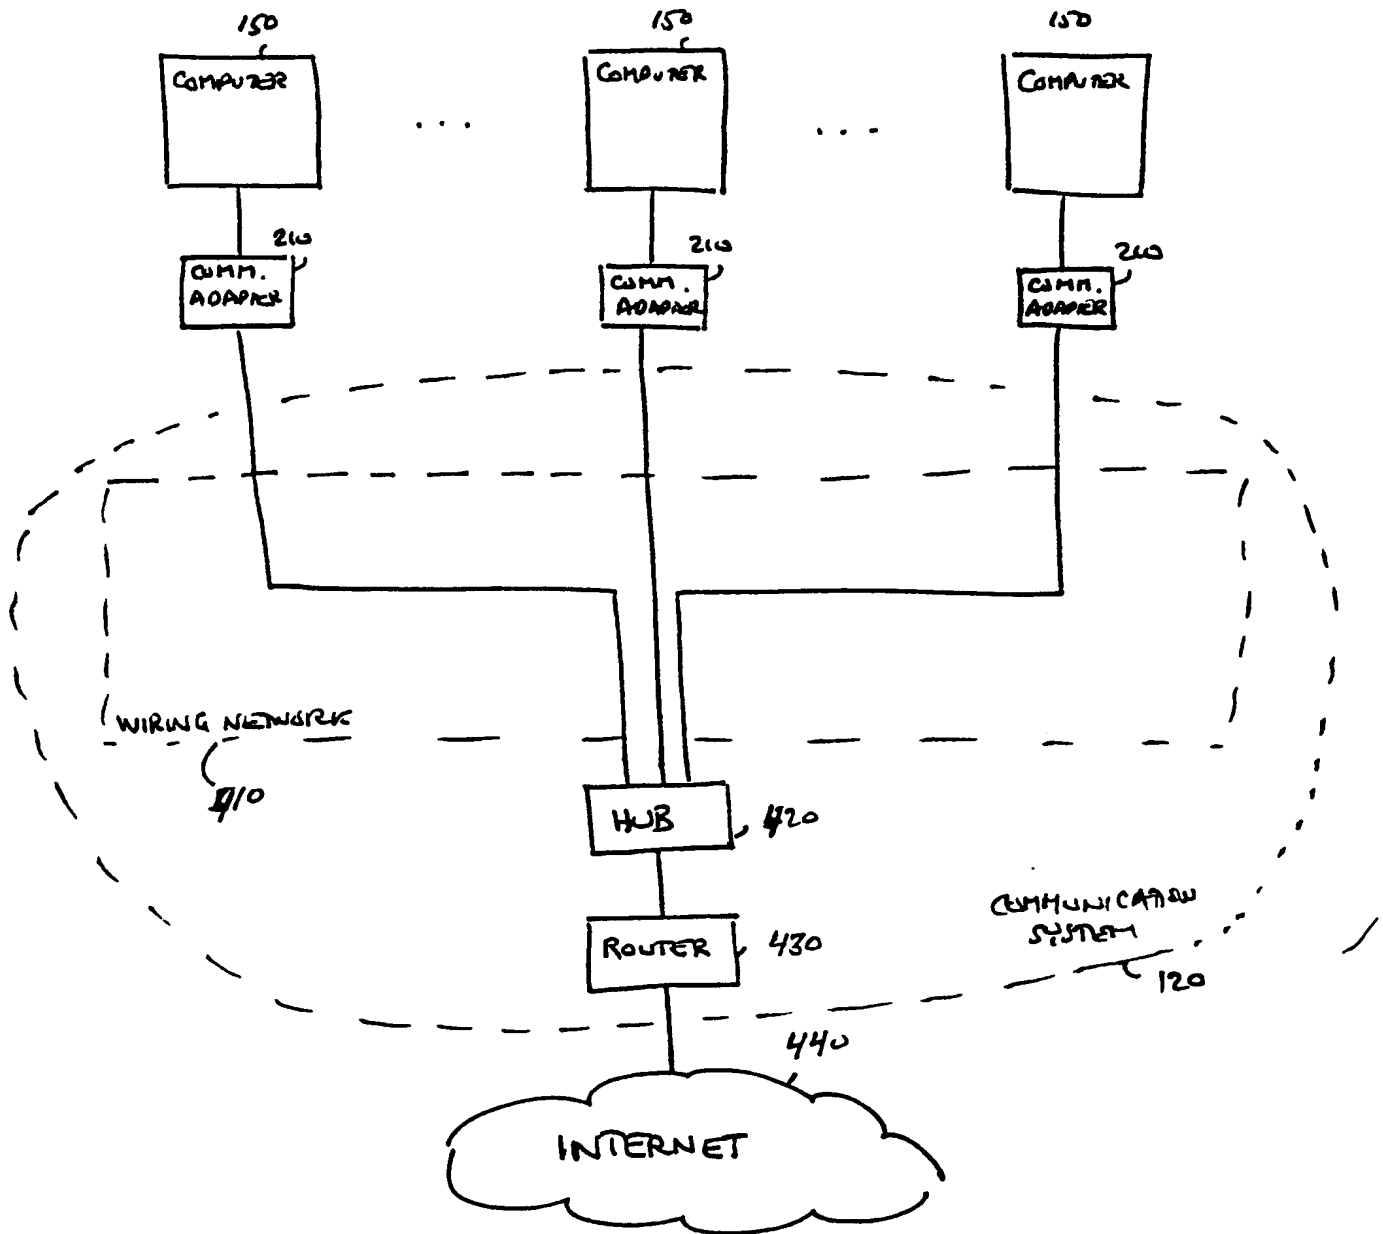 150
150
150
COMPUTER
COMPUTER
COMPUTER
...
...
210
210
210
COMM.
ADAPTER
COMM.
ADAPTER
COMM.
ADAPTER
WIRING NETWORK
410
HUB
420
COMMUNICATION
SYSTEM
120
ROUTER
430
440
INTERNET